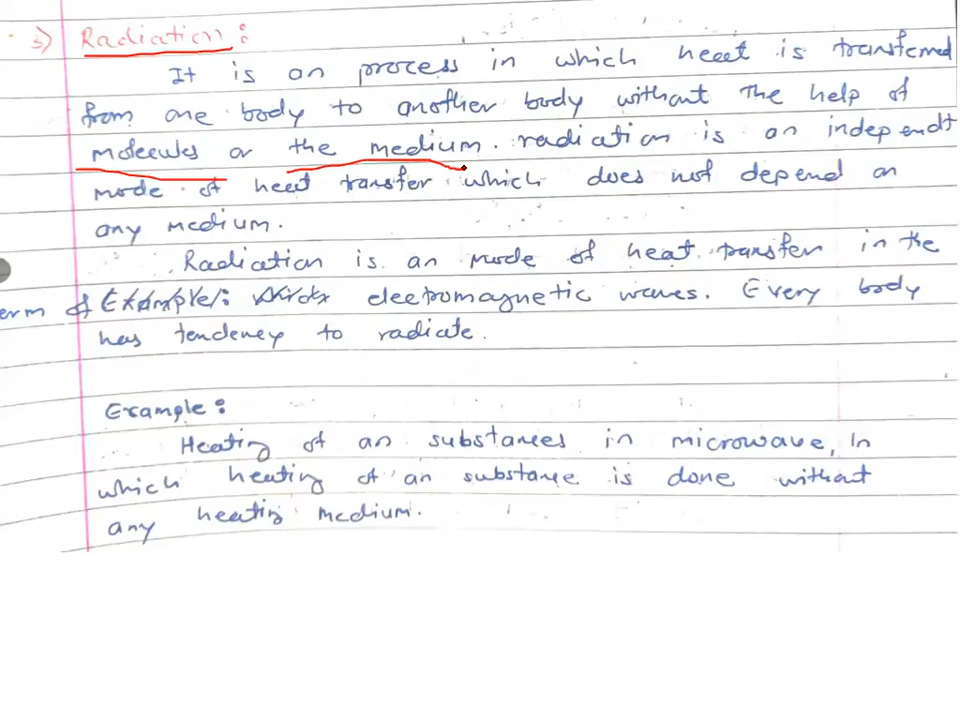 3) Radiation :
It is an process in which heat is transferred
from one body to another body without the help of
molecules or the medium. radiation is an independt
mode of heat transfer which does not depend on
any medium.
Radiation is an mode of heat transfer in the
erm of Example: electromagnetic waves. Every body
has tendency to radiate.
Example :
Heating of an substances in microwave, In
which heating of an substance is done without
any heating medium.